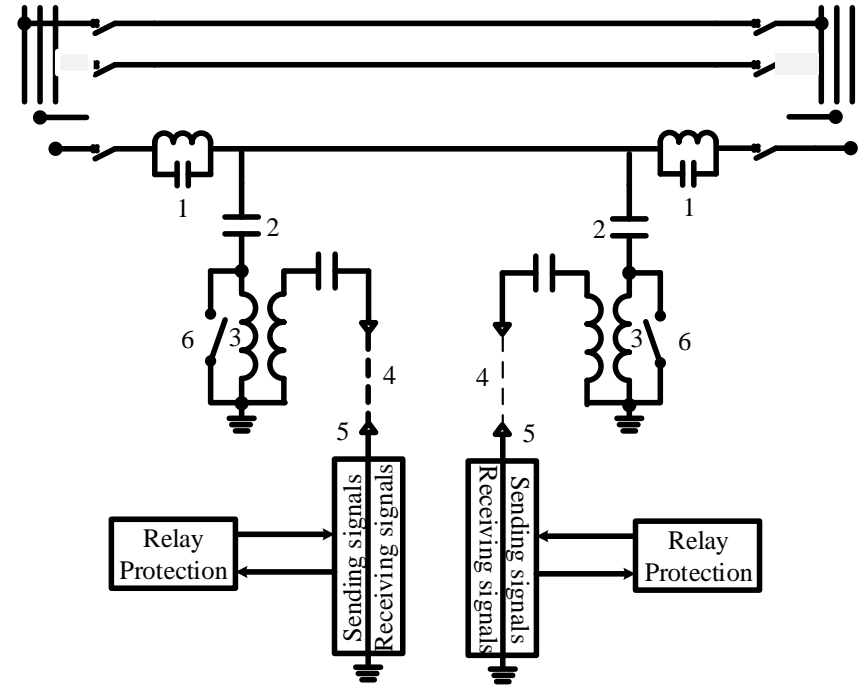 1
1
2
2
3
3
6
6
4
4
5
5
Sending signals
Receiving signals
Receiving signals
Sending signals
Relay
Protection
Relay
Protection